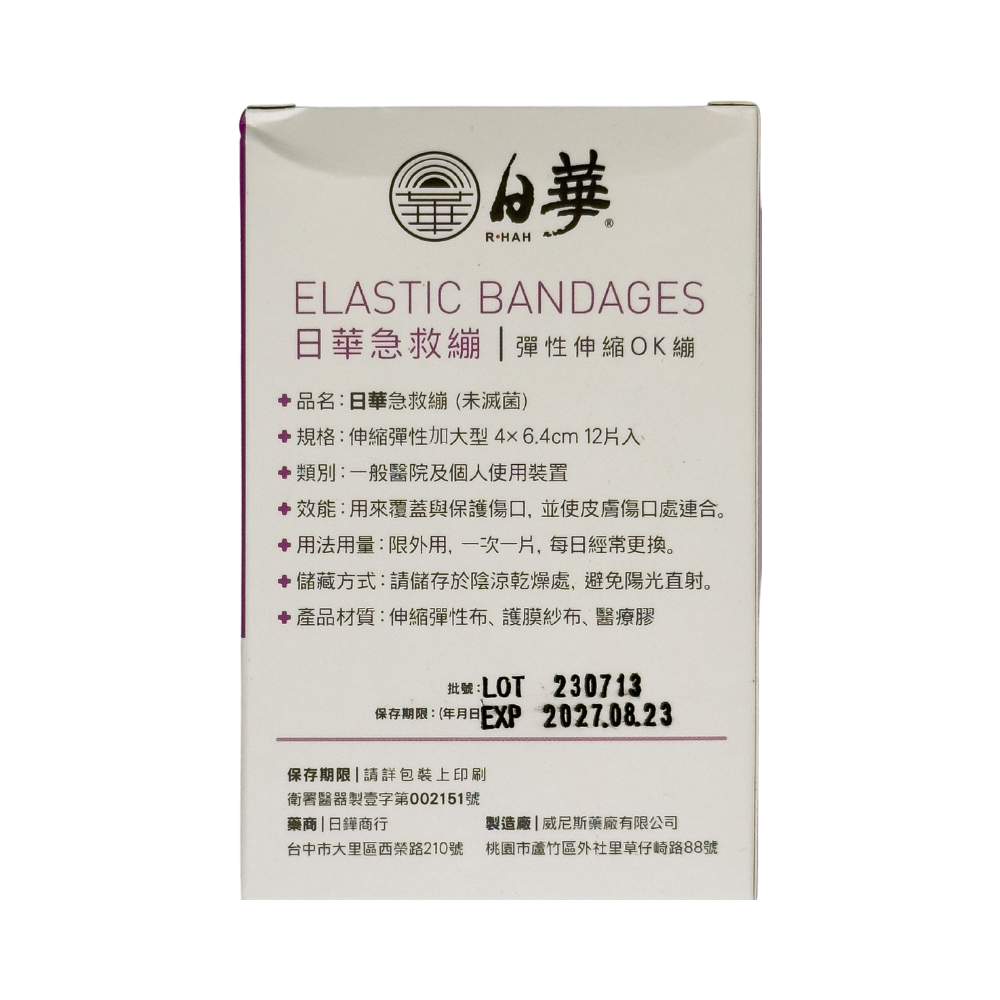 日華®
R·HAH
ELASTIC BANDAGES
日華急救繃 | 彈性伸縮OK繃
品名:日華急救繃 (未滅菌)
規格:伸縮彈性加大型 4×6.4cm 12片入
類別:一般醫院及個人使用裝置
效能:用來覆蓋與保護傷口, 並使皮膚傷口處連合。
用法用量:限外用, 一次一片, 每日經常更換。
儲藏方式:請儲存於陰涼乾燥處, 避免陽光直射。
產品材質:伸縮彈性布、護膜紗布、醫療膠
批號:LOT 230713
保存期限:(年月日 EXP 2027.08.23
保存期限|請詳包裝上印刷
衛署醫器製壹字第002151號
藥商|日鏵商行 製造廠|威尼斯藥廠有限公司
台中市大里區西榮路210號 桃園市蘆竹區外社里草仔崎路88號